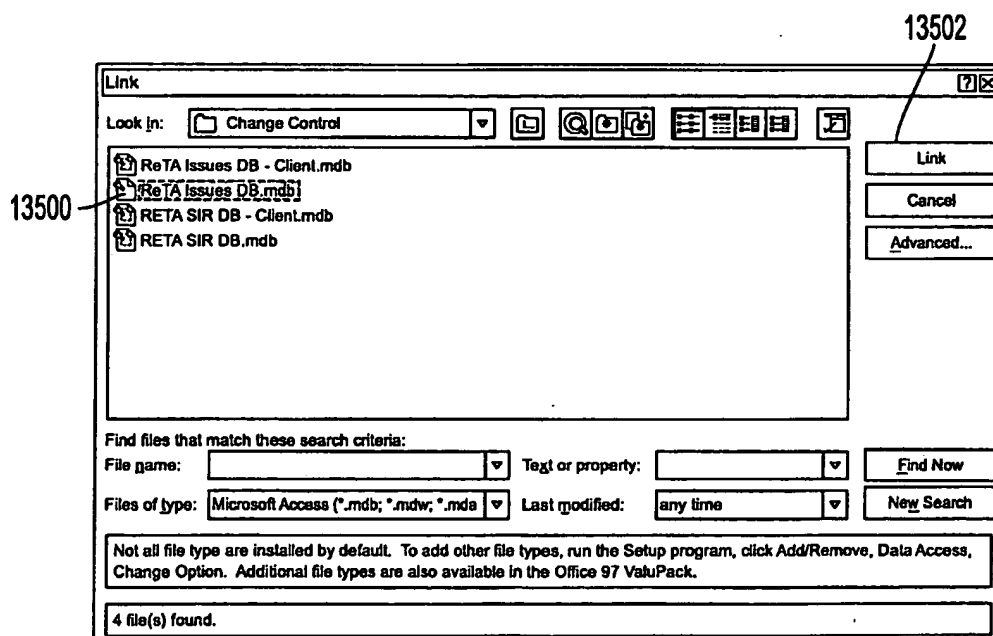 13502
Link
Look in: Change Control
ReTA Issues DB - Client.mdb
ReTA Issues DB.mdb
RETA SIR DB - Client.mdb
RETA SIR DB.mdb
13500
Link
Cancel
Advanced...
Find files that match these search criteria:
File name: Text or property: Find Now
Files of type: Microsoft Access (*.mdb; *.mdw; *.mda Last modified: any time New Search
Not all file type are installed by default. To add other file types, run the Setup program, click Add/Remove, Data Access,
Change Option. Additional file types are also available in the Office 97 ValuPack.
4 file(s) found.